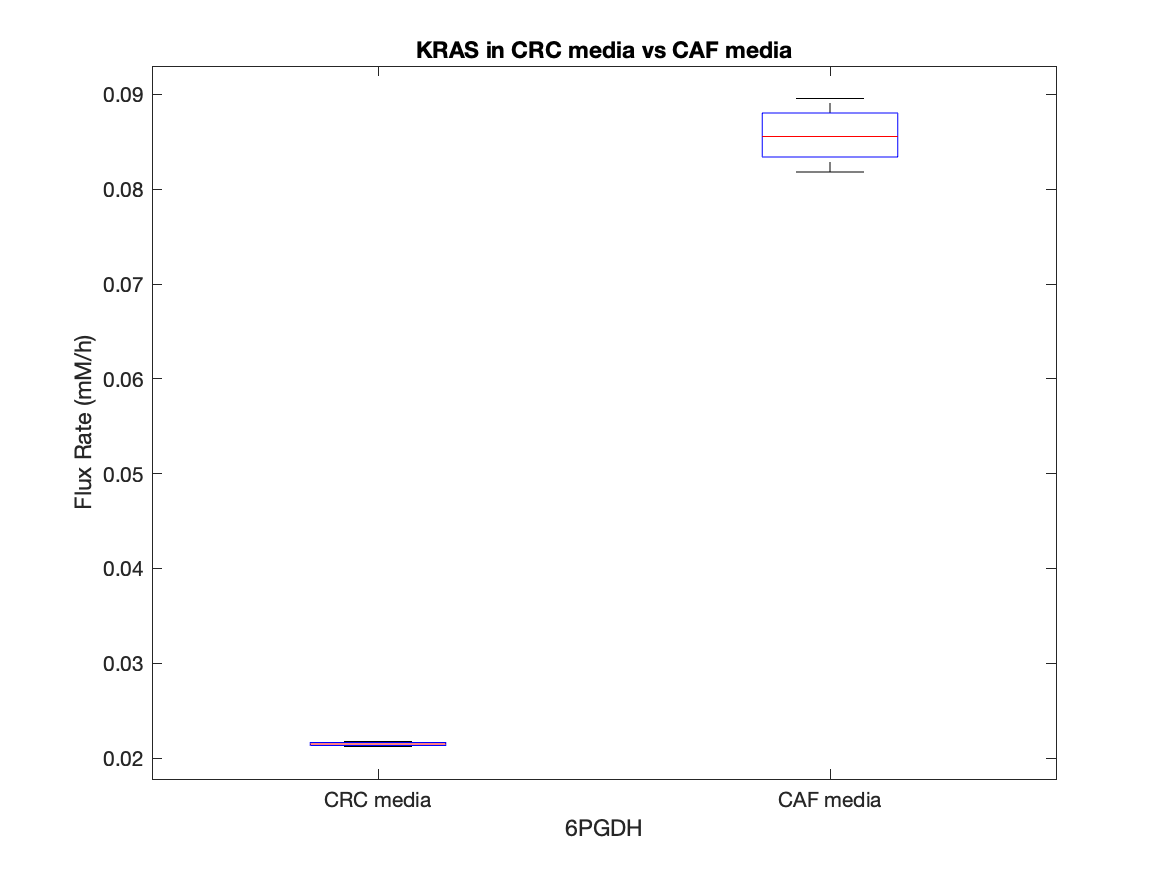 KRAS in CRC media vs CAF media
0.09
0.08
0.07
0.06
0.05
0.04
0.03
0.02
Flux Rate (mM/h)
CRC media
CAF media
6PGDH